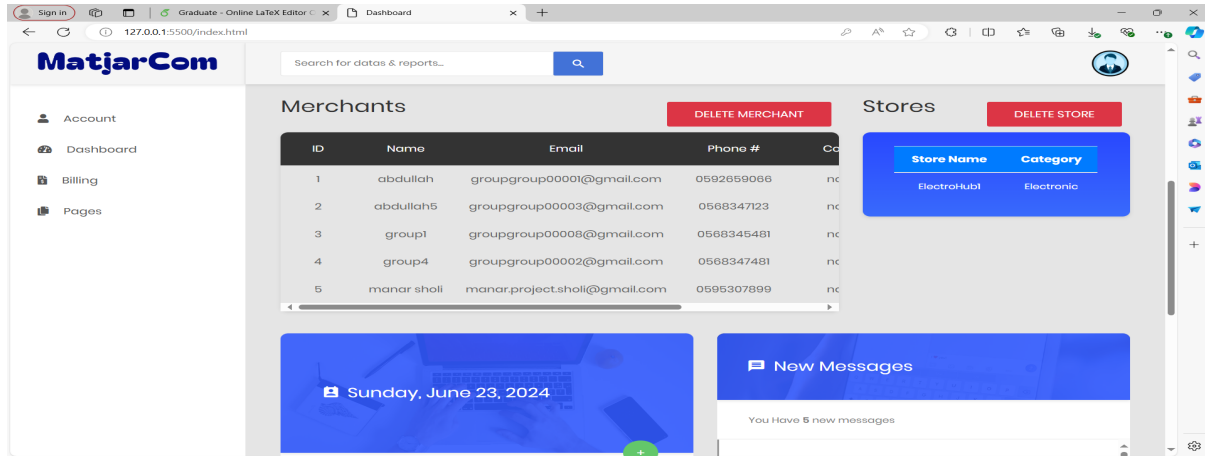 Sign in
Graduate - Online LaTeX Editor
Dashboard
127.0.0.1:5500/index.html
MatjarCom
Search for datas & reports...
Account
Dashboard
Billing
Pages
Merchants
DELETE MERCHANT
Stores
DELETE STORE
ID Name Email Phone # Co
1 abdullah groupgroup00001@gmail.com 0592659066
2 abdullah5 groupgroup00003@gmail.com 0568347123
3 group1 groupgroup00008@gmail.com 0568345481
4 group4 groupgroup00002@gmail.com 0568347481
5 manar sholi manar.project.sholi@gmail.com 0595307899
Store Name Category
ElectroHub1 Electronic
Sunday, June 23, 2024
New Messages
You Have 5 new messages